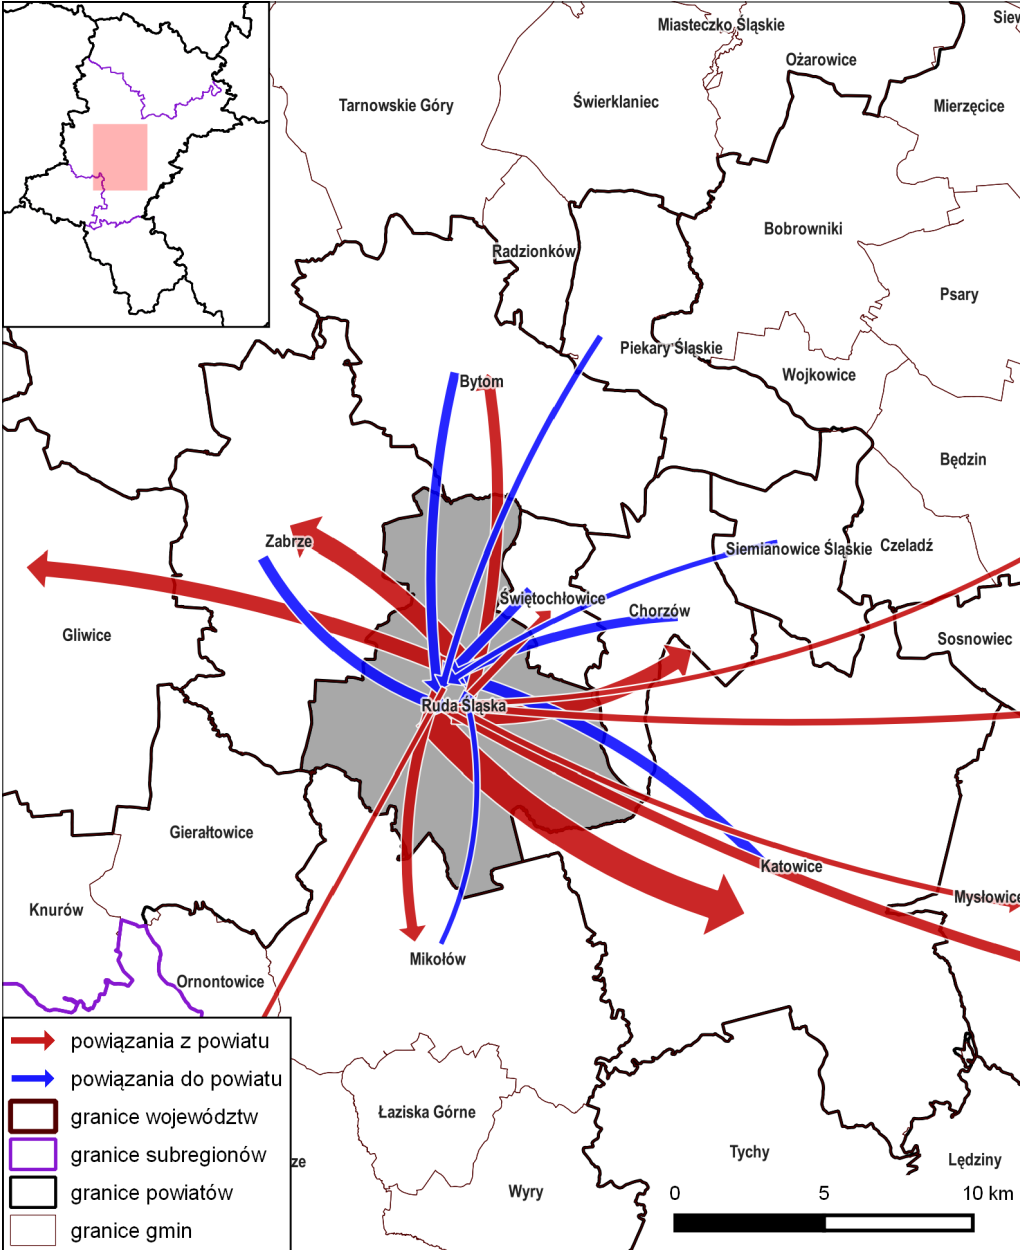 Miasteczko Śląskie
Siew
Ożarowice
Tarnowskie Góry
Świerklaniec
Mierzęcice
Bobrowniki
Radzionków
Psary
Piekary Śląskie
Wojkowice
Bytom
Będzin
Zabrze
Siemianowice Śląskie
Czeladź
Świętochłowice
Chorzów
Gliwice
Sosnowiec
Ruda Śląska
Gierałtowice
Katowice
Mysłowice
Knurów
Mikołów
Ornontowice
powiązania z powiatu
powiązania do powiatu
granice województw
granice subregionów
granice powiatów
granice gmin
Łaziska Górne
ze
Tychy
Lędziny
Wyry
0 5 10 km